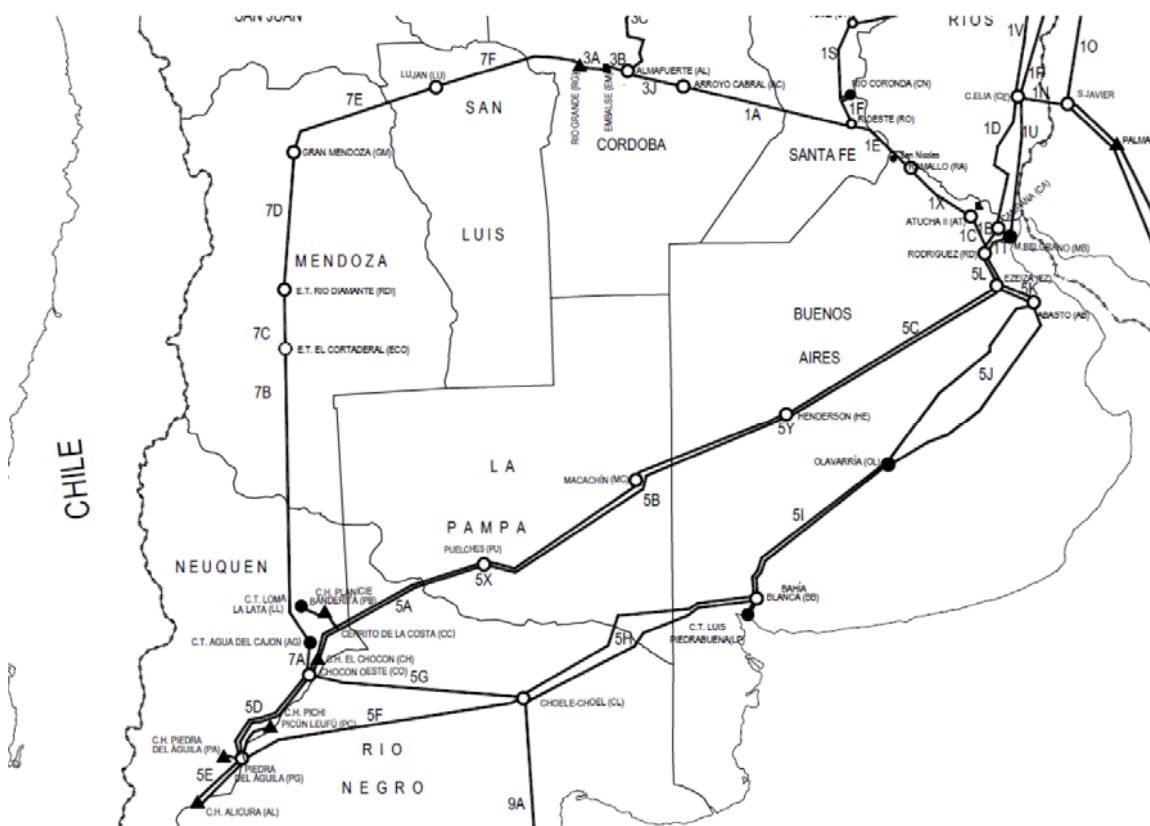 SAN JUAN
3C
RIOS
1V
1O
7F
3A
3B
1S
1P
LUJAN (LU)
ALMAFUERTE (AL)
RIO CORONDA (CN)
1N
7E
SAN
RIO GRANDE (RG)
EMBALSE (EM)
3J
ARROYO CABRAL (AC)
C.ELIA (CE)
S.JAVIER
1A
1F
R.OESTE (RO)
1D
1U
GRAN MENDOZA (GM)
CORDOBA
SANTA FE
1E
San Nicolas
RAMALLO (RA)
PALMA
7D
LUIS
1X
ATUCHA II (AT)
CAMPANA (CA)
1B
1C
1T
M.BELGRANO (MB)
MENDOZA
RODRIGUEZ (RD)
E.T. RIO DIAMANTE (RDI)
5L
EZEIZA (EZ)
5K
ABASTO (AB)
7C
BUENOS
AIRES
5C
E.T. EL CORTADERAL (ECO)
7B
5J
HENDERSON (HE)
5Y
LA
PAMPA
OLAVARRÍA (OL)
CHILE
MACACHÍN (MC)
5B
5I
PUELCHES (PU)
5X
NEUQUEN
5A
C.T. LOMA
LA LATA (LL)
C.H. PLANICIE
BANDERITA (PB)
BAHÍA
BLANCA (BB)
C.T. LUIS
PIEDRABUENA(LP)
C.T. AGUA DEL CAJON (AG)
CERRITO DE LA COSTA (CC)
5H
7A
C.H. EL CHOCON (CH)
CHOCON OESTE (CO)
5G
CHOELE-CHOEL (CL)
5D
C.H. PICHI
PICÚN LEUFÚ (PC)
5F
C.H. PIEDRA
DEL AGUILA (PA)
RIO
NEGRO
5E
PIEDRA
DEL AGUILA (PG)
C.H. ALICURA (AL)
9A